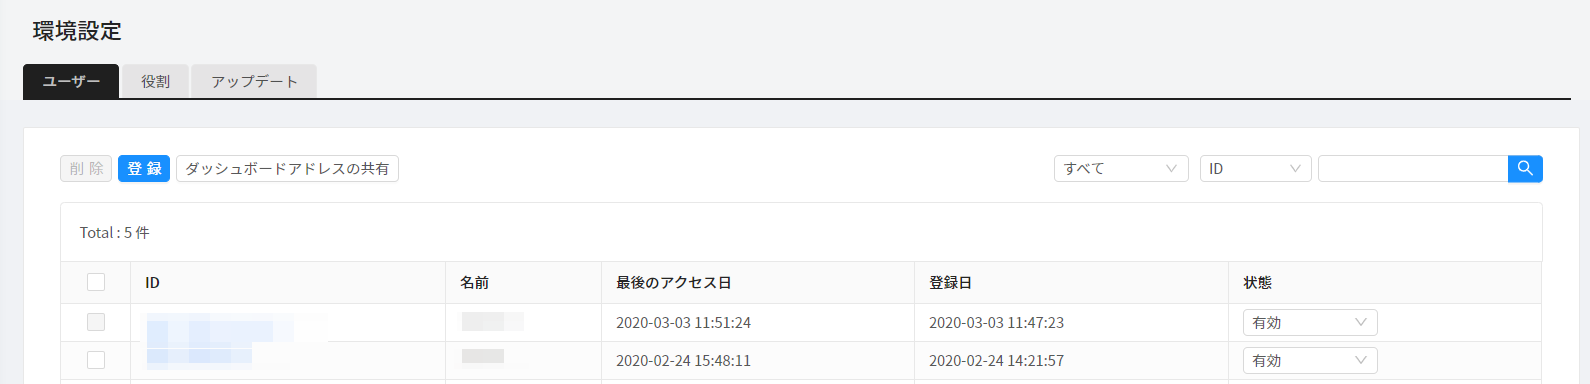 環境設定
ユーザー 役割 アップデート
削除 登録 ダッシュボードアドレスの共有 すべて ID
Total : 5 件
ID 名前 最後のアクセス日 登録日 状態
2020-03-03 11:51:24 2020-03-03 11:47:23 有効
2020-02-24 15:48:11 2020-02-24 14:21:57 有効